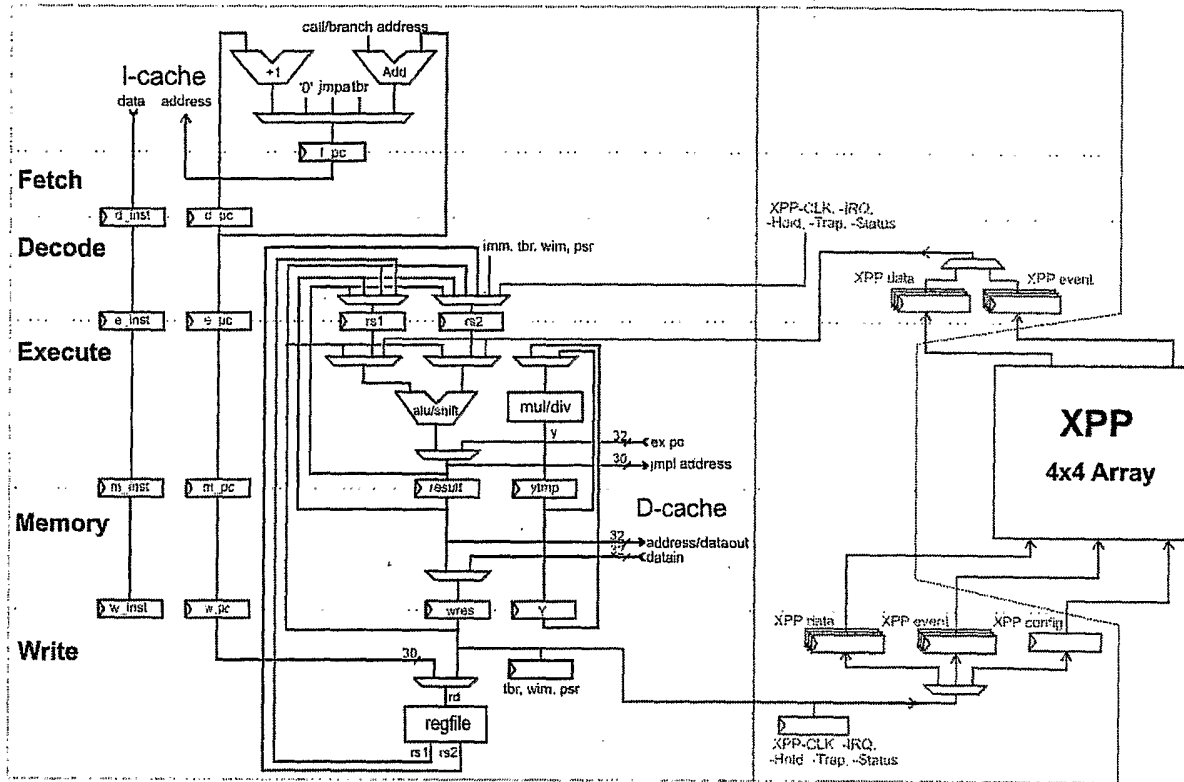 call/branch address
+1
Add
I-cache
data address
'0' jmpa tbr
f_pc
Fetch
d_inst
d_pc
XPP-CLK, -IRQ,
-Hold, -Trap, -Status
Decode
imm. tbr, wim, psr
XPP data
XPP event
e_inst
e_pc
rs1
rs2
Execute
alu/shift
mul/div
XPP
4x4 Array
y
32
ex pc
30
jmpl address
m_inst
m_pc
result
ytmp
D-cache
Memory
32
address/dataout
32
datain
w_inst
w_pc
wres
Y
XPP data
XPP event
XPP config
Write
30
tbr, wim, psr
rd
regfile
rs1 rs2
XPP-CLK, -IRQ,
-Hold, -Trap, -Status